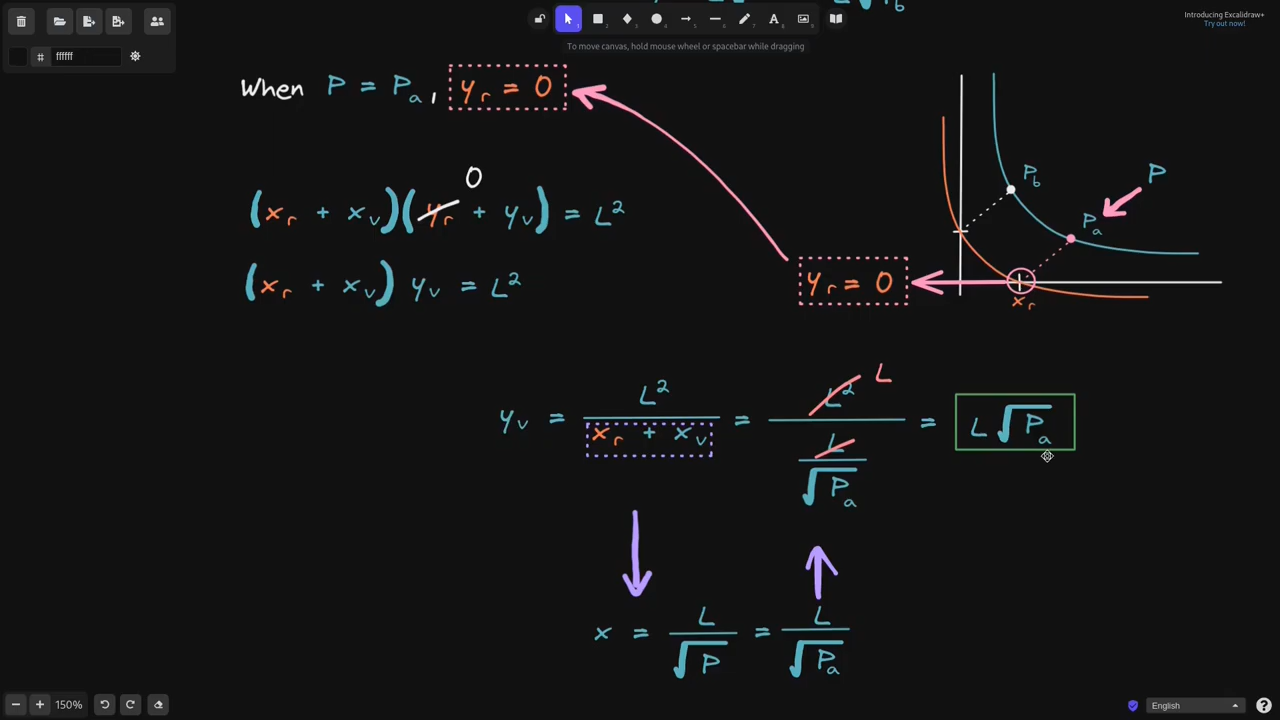 Introducing Excalidraw+
Try out now!
# ffffff
To move canvas, hold mouse wheel or spacebar while dragging
When P = Pₐ, yᵣ = 0
0
(xᵣ + xᵥ)(yᵣ + yᵥ) = L²
(xᵣ + xᵥ) yᵥ = L²
P_b
P
Pₐ
yᵣ = 0
xᵣ
yᵥ = L² / (xᵣ + xᵥ) = L² / (L / √Pₐ) = L √Pₐ
L
x = L / √P = L / √Pₐ
150%
English